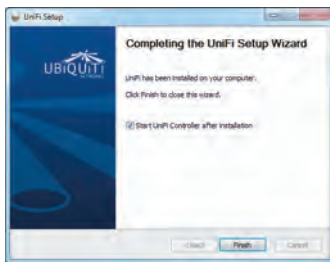 UniFi Setup
UBIQUITI
NETWORKS
Completing the UniFi Setup Wizard
UniFi has been installed on your computer.
Click Finish to close this wizard.
Start UniFi Controller after installation
< Back
Finish
Cancel